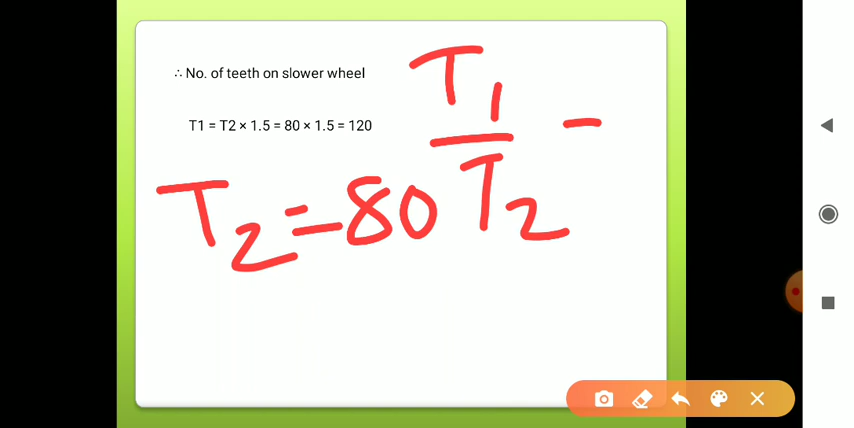 ∴ No. of teeth on slower wheel
T1 = T2 × 1.5 = 80 × 1.5 = 120
T1
—
T2
T2=80